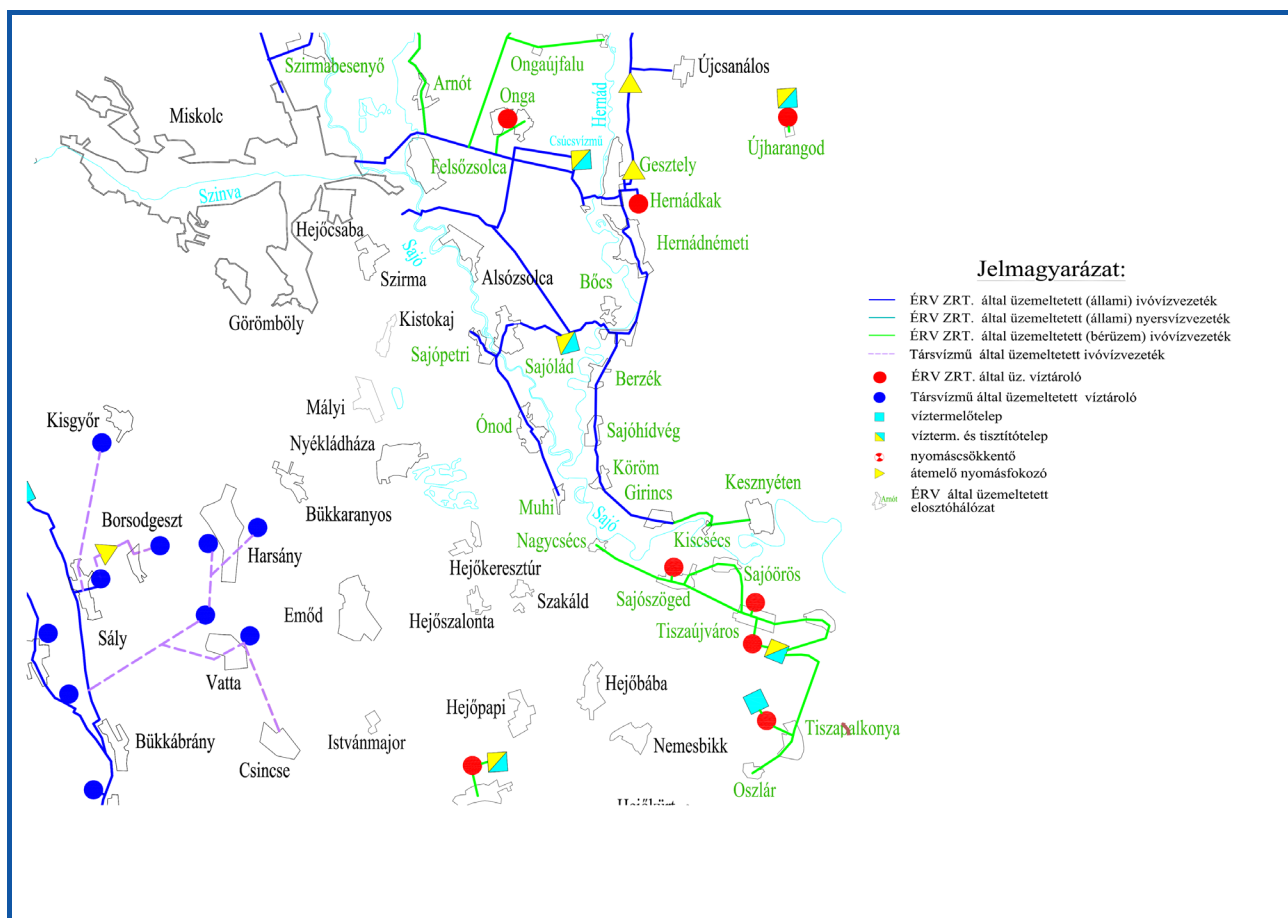 Szirmabesenyő
Arnót
Ongaújfalu
Újcsanálos
Onga
Hernád
Miskolc
Csúcsvízmű
Újharangod
Felsőzsolca
Gesztely
Szinva
Hernádkak
Hejőcsaba
Sajó
Hernádnémeti
Szirma
Alsózsolca
Bőcs
Görömböly
Kistokaj
Sajópetri
Sajólád
Berzék
Mályi
Kisgyőr
Ónod
Sajóhídvég
Nyékládháza
Köröm
Kesznyéten
Girincs
Bükkaranyos
Muhi
Borsodgeszt
Sajó
Harsány
Nagycsécs
Kiscsécs
Hejőkeresztúr
Sajóörös
Szakáld
Sajószöged
Emőd
Hejőszalonta
Tiszaújváros
Sály
Vatta
Hejőbába
Hejőpapi
Tiszapalkonya
Bükkábrány
Istvánmajor
Nemesbikk
Csincse
Oszlár
Hejőkürt
Jelmagyarázat:
ÉRV ZRT. által üzemeltetett (állami) ivóvízvezeték
ÉRV ZRT. által üzemeltetett (állami) nyersvízvezeték
ÉRV ZRT. által üzemeltetett (bérüzem) ivóvízvezeték
Társvízmű által üzemeltetett ivóvízvezeték
ÉRV ZRT. által üz. víztároló
Társvízmű által üzemeltetett víztároló
víztermelőtelep
vízterm. és tisztítótelep
nyomáscsökkentő
átemelő nyomásfokozó
Arnót
ÉRV által üzemeltetett
elosztóhálózat